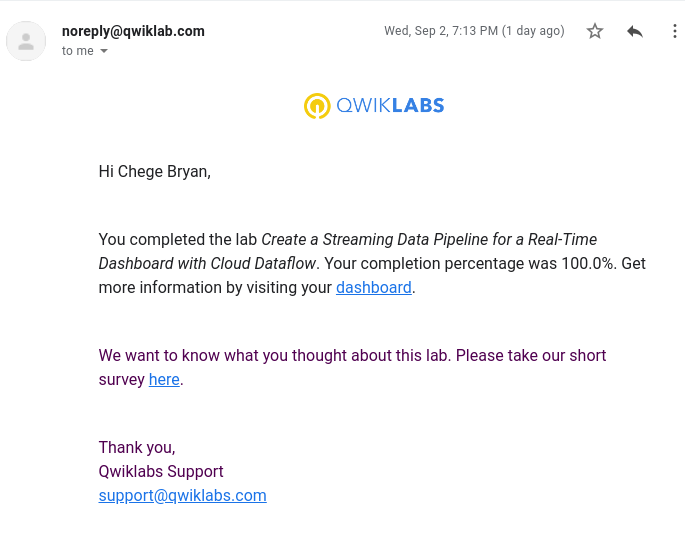 noreply@qwiklab.com
Wed, Sep 2, 7:13 PM (1 day ago)
to me
QWIKLABS
Hi Chege Bryan,
You completed the lab Create a Streaming Data Pipeline for a Real-Time
Dashboard with Cloud Dataflow. Your completion percentage was 100.0%. Get
more information by visiting your dashboard.
We want to know what you thought about this lab. Please take our short
survey here.
Thank you,
Qwiklabs Support
support@qwiklabs.com